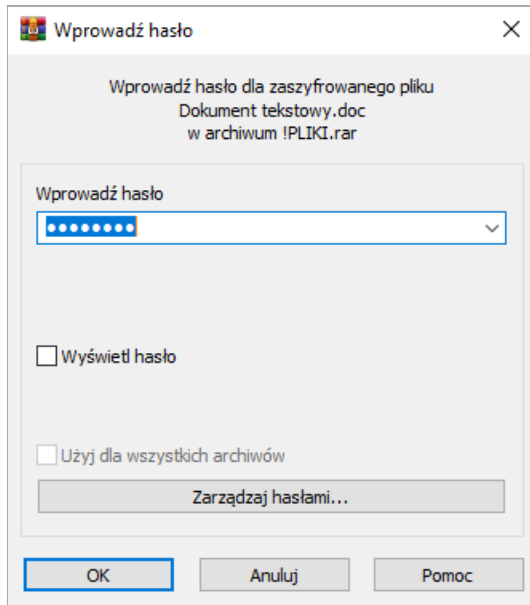 Wprowadź hasło
Wprowadź hasło dla zaszyfrowanego pliku
Dokument tekstowy.doc
w archiwum !PLIKI.rar
Wprowadź hasło
●●●●●●●●
Wyświetl hasło
Użyj dla wszystkich archiwów
Zarządzaj hasłami...
OK
Anuluj
Pomoc